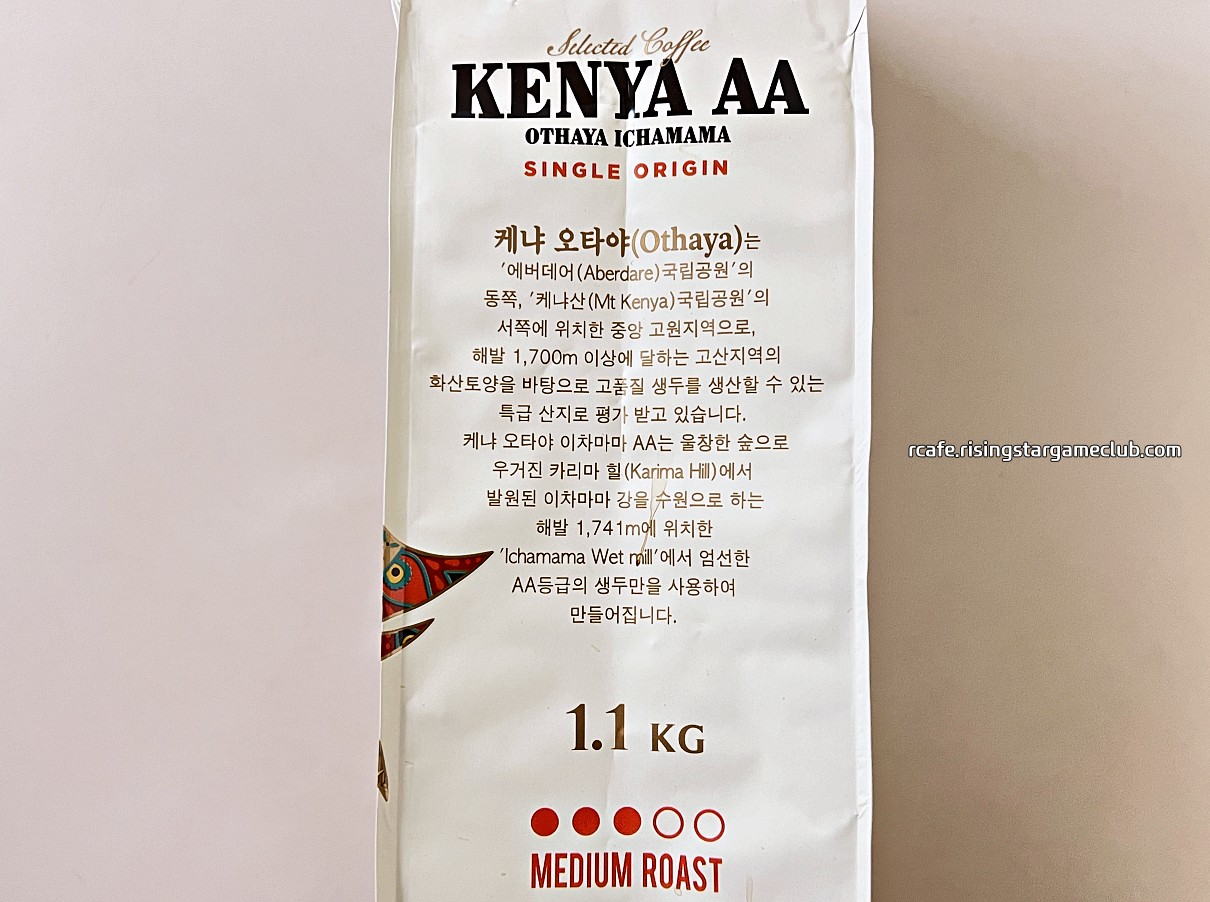 Selected Coffee
KENYA AA
OTHAYA ICHAMAMA
SINGLE ORIGIN
케냐 오타야(Othaya)는
'에버데어(Aberdare)국립공원'의
동쪽, '케냐산(Mt Kenya)국립공원'의
서쪽에 위치한 중앙 고원지역으로,
해발 1,700m 이상에 달하는 고산지역의
화산토양을 바탕으로 고품질 생두를 생산할 수 있는
특급 산지로 평가 받고 있습니다.
케냐 오타야 이차마마 AA는 울창한 숲으로
우거진 카리마 힐(Karima Hill)에서
발원된 이차마마 강을 수원으로 하는
해발 1,741m에 위치한
'Ichamama Wet mill'에서 엄선한
AA등급의 생두만을 사용하여
만들어집니다.
rcafe.risingstargameclub.com
1.1 KG
MEDIUM ROAST